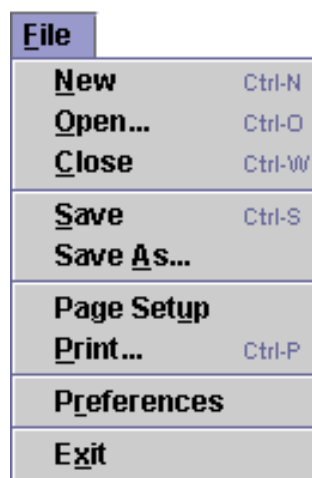 File
New Ctrl-N
Open... Ctrl-O
Close Ctrl-W
Save Ctrl-S
Save As...
Page Setup
Print... Ctrl-P
Preferences
Exit